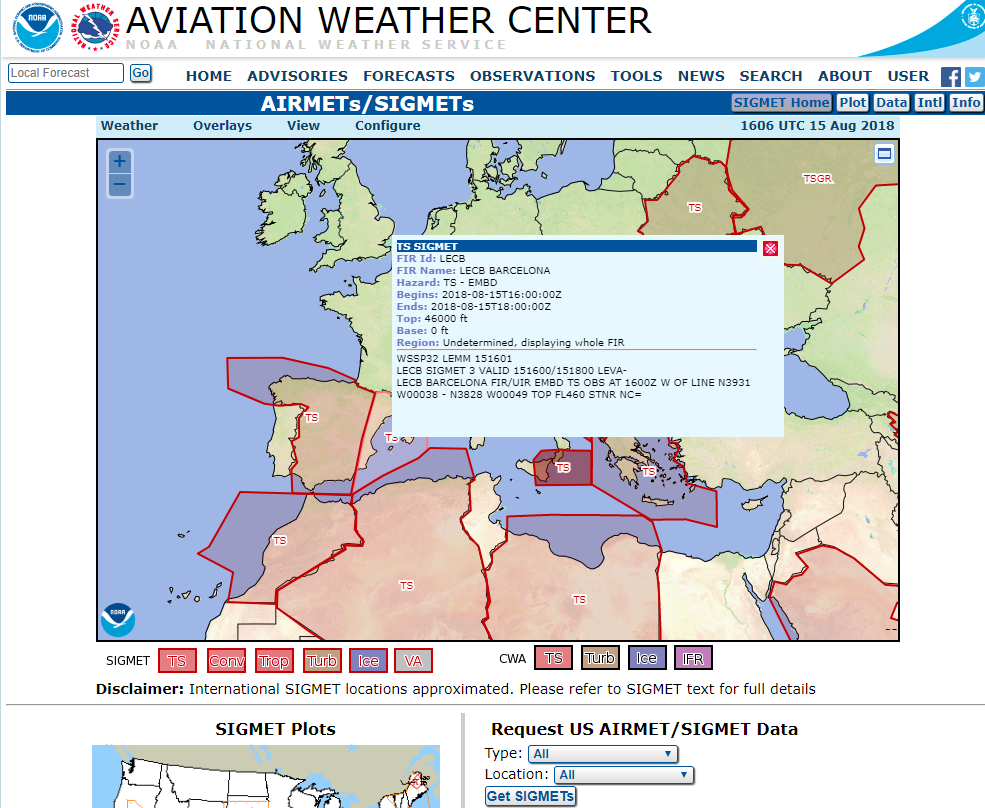 AVIATION WEATHER CENTER
NOAA NATIONAL WEATHER SERVICE
Local Forecast Go HOME ADVISORIES FORECASTS OBSERVATIONS TOOLS NEWS SEARCH ABOUT USER
AIRMETs/SIGMETs SIGMET Home Plot Data Intl Info
Weather Overlays View Configure 1606 UTC 15 Aug 2018
+
−
TSGR
TS
TS SIGMET
FIR Id: LECB
FIR Name: LECB BARCELONA
Hazard: TS - EMBD
Begins: 2018-08-15T16:00:00Z
Ends: 2018-08-15T18:00:00Z
Top: 46000 ft
Base: 0 ft
Region: Undetermined, displaying whole FIR
WSSP32 LEMM 151601
LECB SIGMET 3 VALID 151600/151800 LEVA-
LECB BARCELONA FIR/UIR EMBD TS OBS AT 1600Z W OF LINE N3931
W00038 - N3828 W00049 TOP FL460 STNR NC=
TS
TS
TS
TS
TS
TS
TS
NOAA
SIGMET TS Conv Trop Turb Ice VA CWA TS Turb Ice IFR
Disclaimer: International SIGMET locations approximated. Please refer to SIGMET text for full details
SIGMET Plots
Request US AIRMET/SIGMET Data
Type: All
Location: All
Get SIGMETs